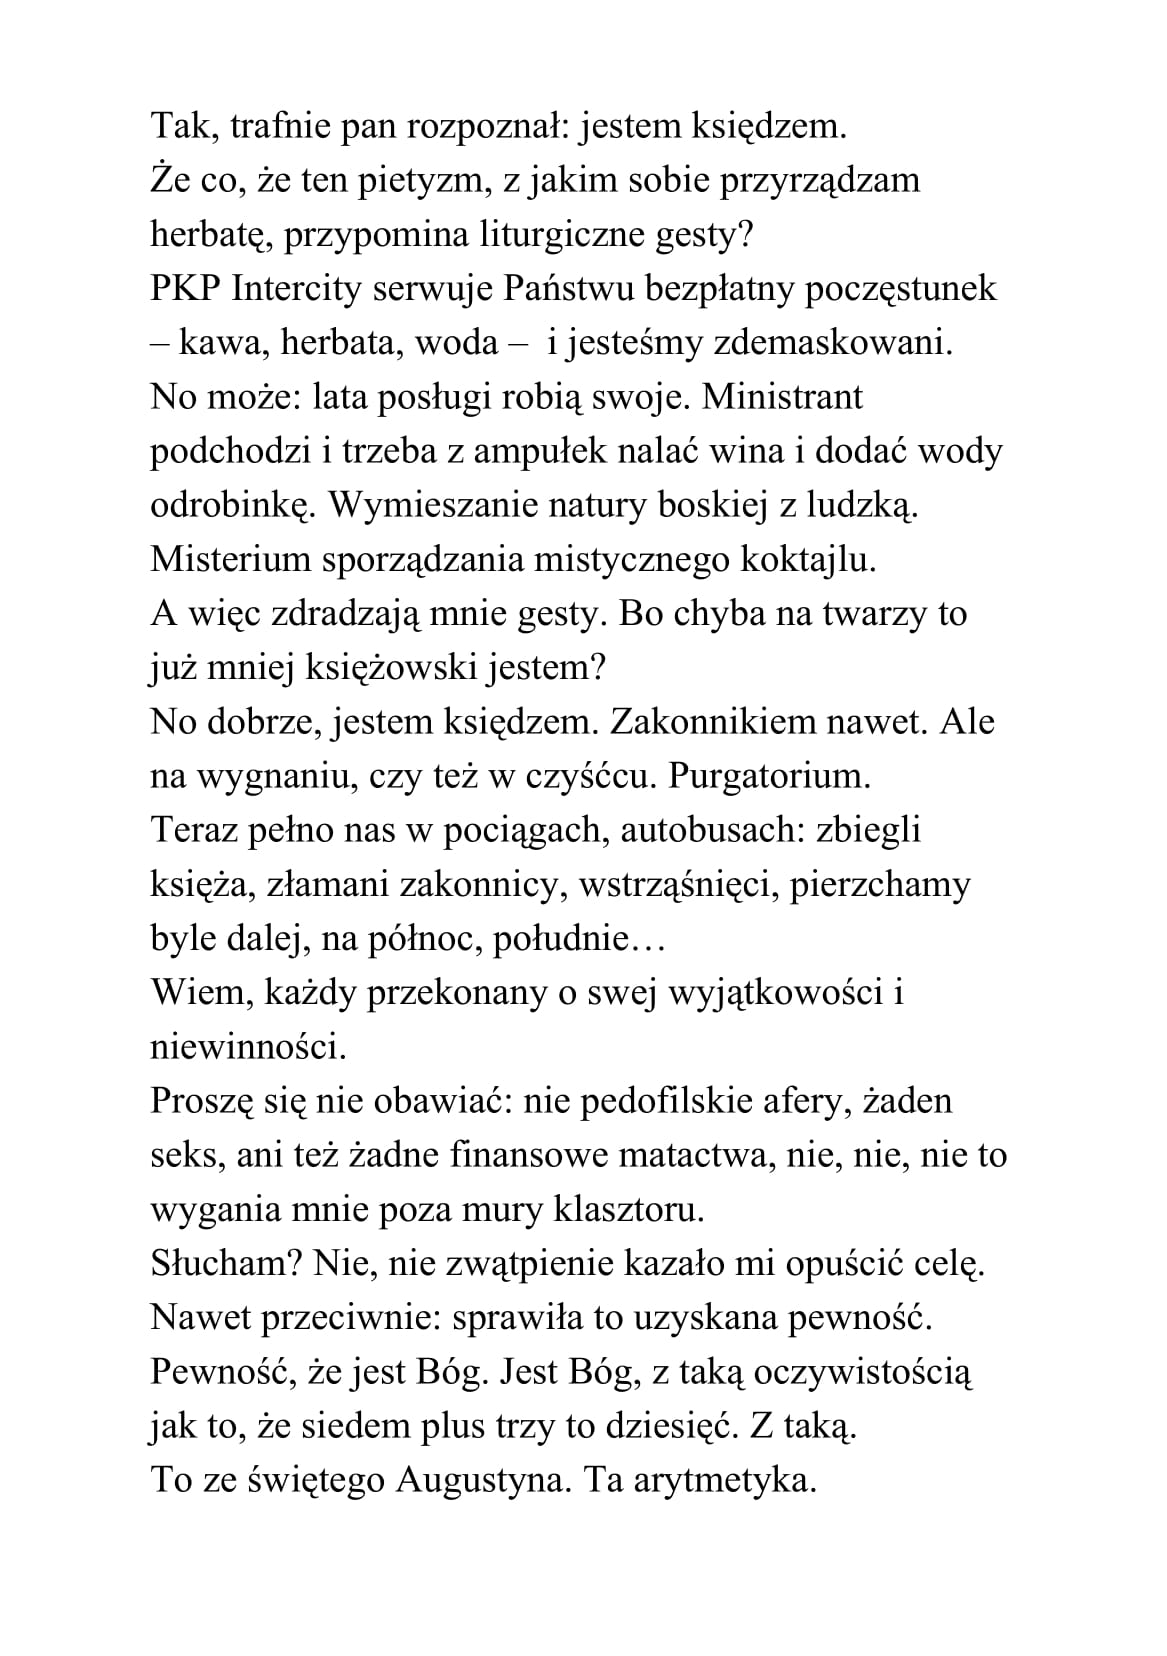 Tak, trafnie pan rozpoznał: jestem księdzem.
Że co, że ten pietyzm, z jakim sobie przyrządzam
herbatę, przypomina liturgiczne gesty?
PKP Intercity serwuje Państwu bezpłatny poczęstunek
– kawa, herbata, woda –  i jesteśmy zdemaskowani.
No może: lata posługi robią swoje. Ministrant
podchodzi i trzeba z ampułek nalać wina i dodać wody
odrobinkę. Wymieszanie natury boskiej z ludzką.
Misterium sporządzania mistycznego koktajlu.
A więc zdradzają mnie gesty. Bo chyba na twarzy to
już mniej księżowski jestem?
No dobrze, jestem księdzem. Zakonnikiem nawet. Ale
na wygnaniu, czy też w czyśćcu. Purgatorium.
Teraz pełno nas w pociągach, autobusach: zbiegli
księża, złamani zakonnicy, wstrząśnięci, pierzchamy
byle dalej, na północ, południe…
Wiem, każdy przekonany o swej wyjątkowości i
niewinności.
Proszę się nie obawiać: nie pedofilskie afery, żaden
seks, ani też żadne finansowe matactwa, nie, nie, nie to
wygania mnie poza mury klasztoru.
Słucham? Nie, nie zwątpienie kazało mi opuścić celę.
Nawet przeciwnie: sprawiła to uzyskana pewność.
Pewność, że jest Bóg. Jest Bóg, z taką oczywistością
jak to, że siedem plus trzy to dziesięć. Z taką.
To ze świętego Augustyna. Ta arytmetyka.